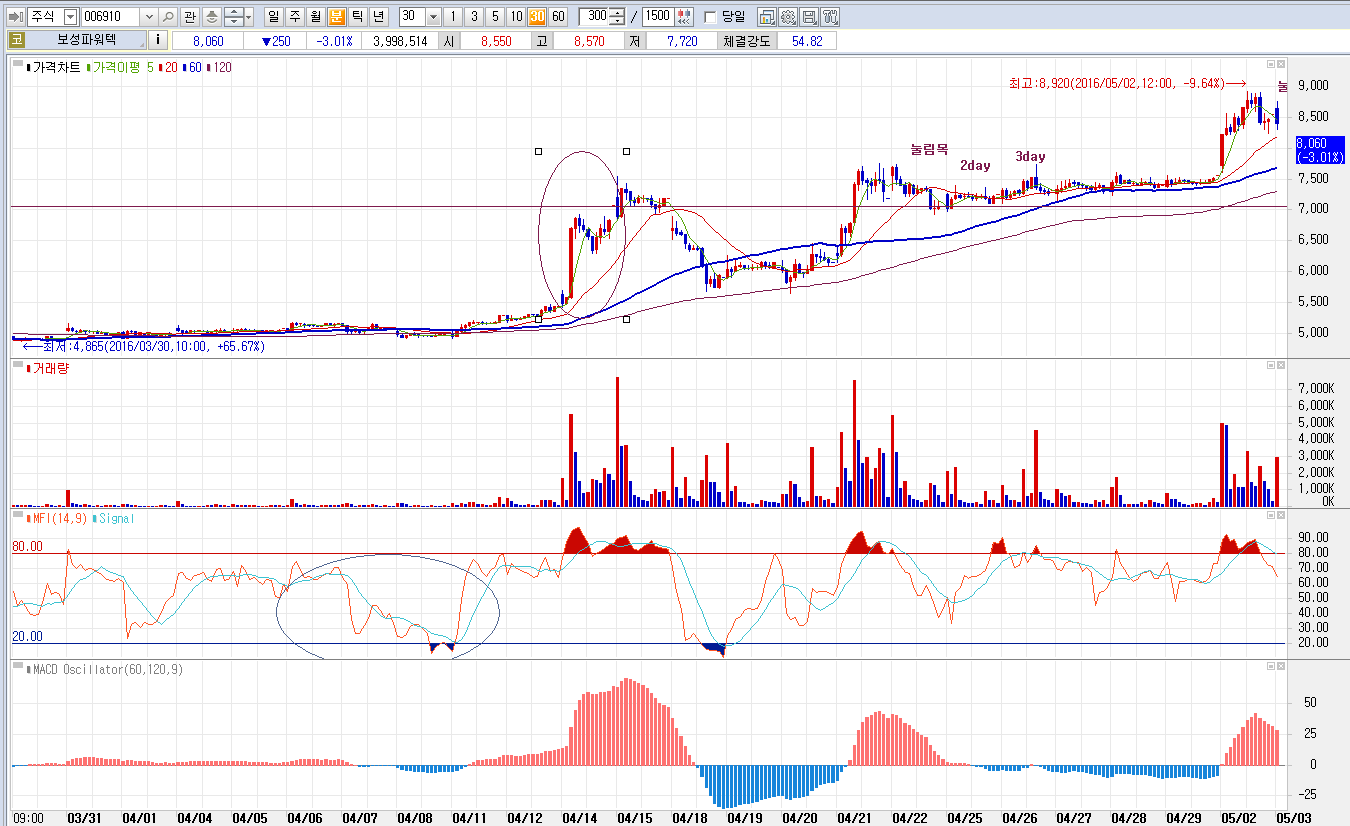 주식 006910 관 일 주 월 분 틱 년 30 1 3 5 10 30 60 300 / 1500 당일
코 보성파워텍 i 8,060 ▼250 -3.01% 3,998,514 시 8,550 고 8,570 저 7,720 체결강도 54.82
가격차트 가격이평 5 20 60 120
최고:8,920(2016/05/02,12:00, -9.64%)→
눌
9,000
8,500
8,060
(-3.01%)
눌림목
2day
3day
7,500
7,000
6,500
6,000
5,500
5,000
←최저:4,865(2016/03/30,10:00, +65.67%)
거래량
7,000K
6,000K
5,000K
4,000K
3,000K
2,000K
1,000K
0K
MFI(14,9) Signal
80.00
20.00
90.00
80.00
70.00
60.00
50.00
40.00
30.00
20.00
MACD Oscillator(60,120,9)
50
25
0
-25
09:00 03/31 04/01 04/04 04/05 04/06 04/07 04/08 04/11 04/12 04/14 04/15 04/18 04/19 04/20 04/21 04/22 04/25 04/26 04/27 04/28 04/29 05/02 05/03